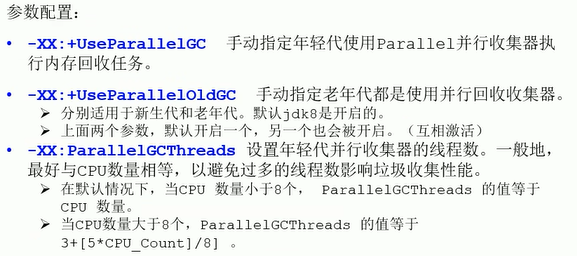 参数配置：
• -XX:+UseParallelGC 手动指定年轻代使用Parallel并行收集器执
行内存回收任务。
• -XX:+UseParallelOldGC 手动指定老年代都是使用并行回收收集器。
➢ 分别适用于新生代和老年代。默认jdk8是开启的。
➢ 上面两个参数，默认开启一个，另一个也会被开启。（互相激活）
• -XX:ParallelGCThreads 设置年轻代并行收集器的线程数。一般地，
最好与CPU数量相等，以避免过多的线程数影响垃圾收集性能。
➢ 在默认情况下，当CPU 数量小于8个， ParallelGCThreads 的值等于
CPU 数量。
➢ 当CPU数量大于8个，ParallelGCThreads 的值等于
3+[5*CPU_Count]/8] 。